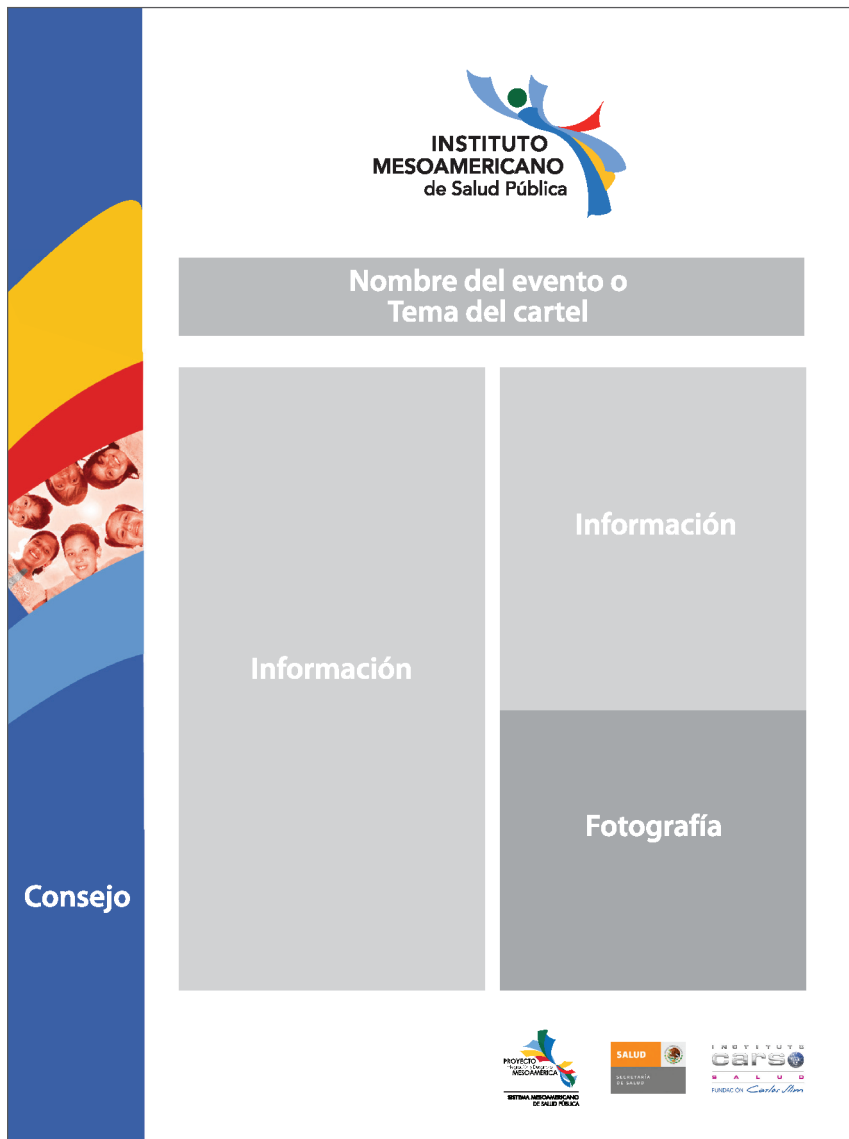 INSTITUTO
MESOAMERICANO
de Salud Pública
Nombre del evento o
Tema del cartel
Información
Información
Fotografía
Consejo
PROYECTO
MESOAMÉRICA
SISTEMA MESOAMERICANO
DE SALUD PÚBLICA
SALUD
SECRETARÍA
DE SALUD
INSTITUTO
carso
SALUD
FUNDACIÓN Carlos Slim